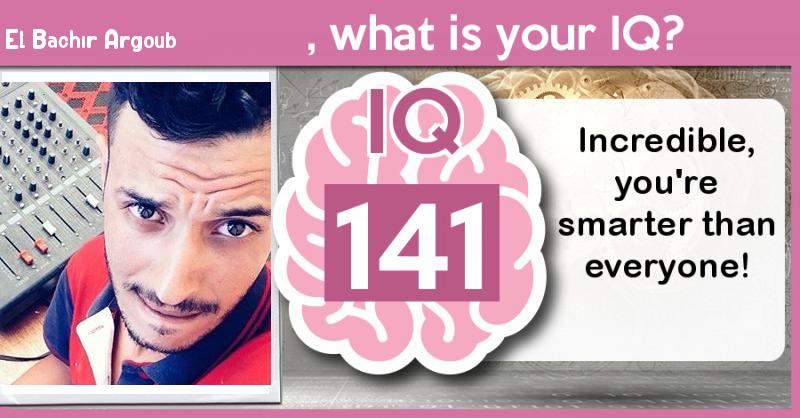 El Bachir Argoub
, what is your IQ?
IQ
141
Incredible,
you're
smarter than
everyone!